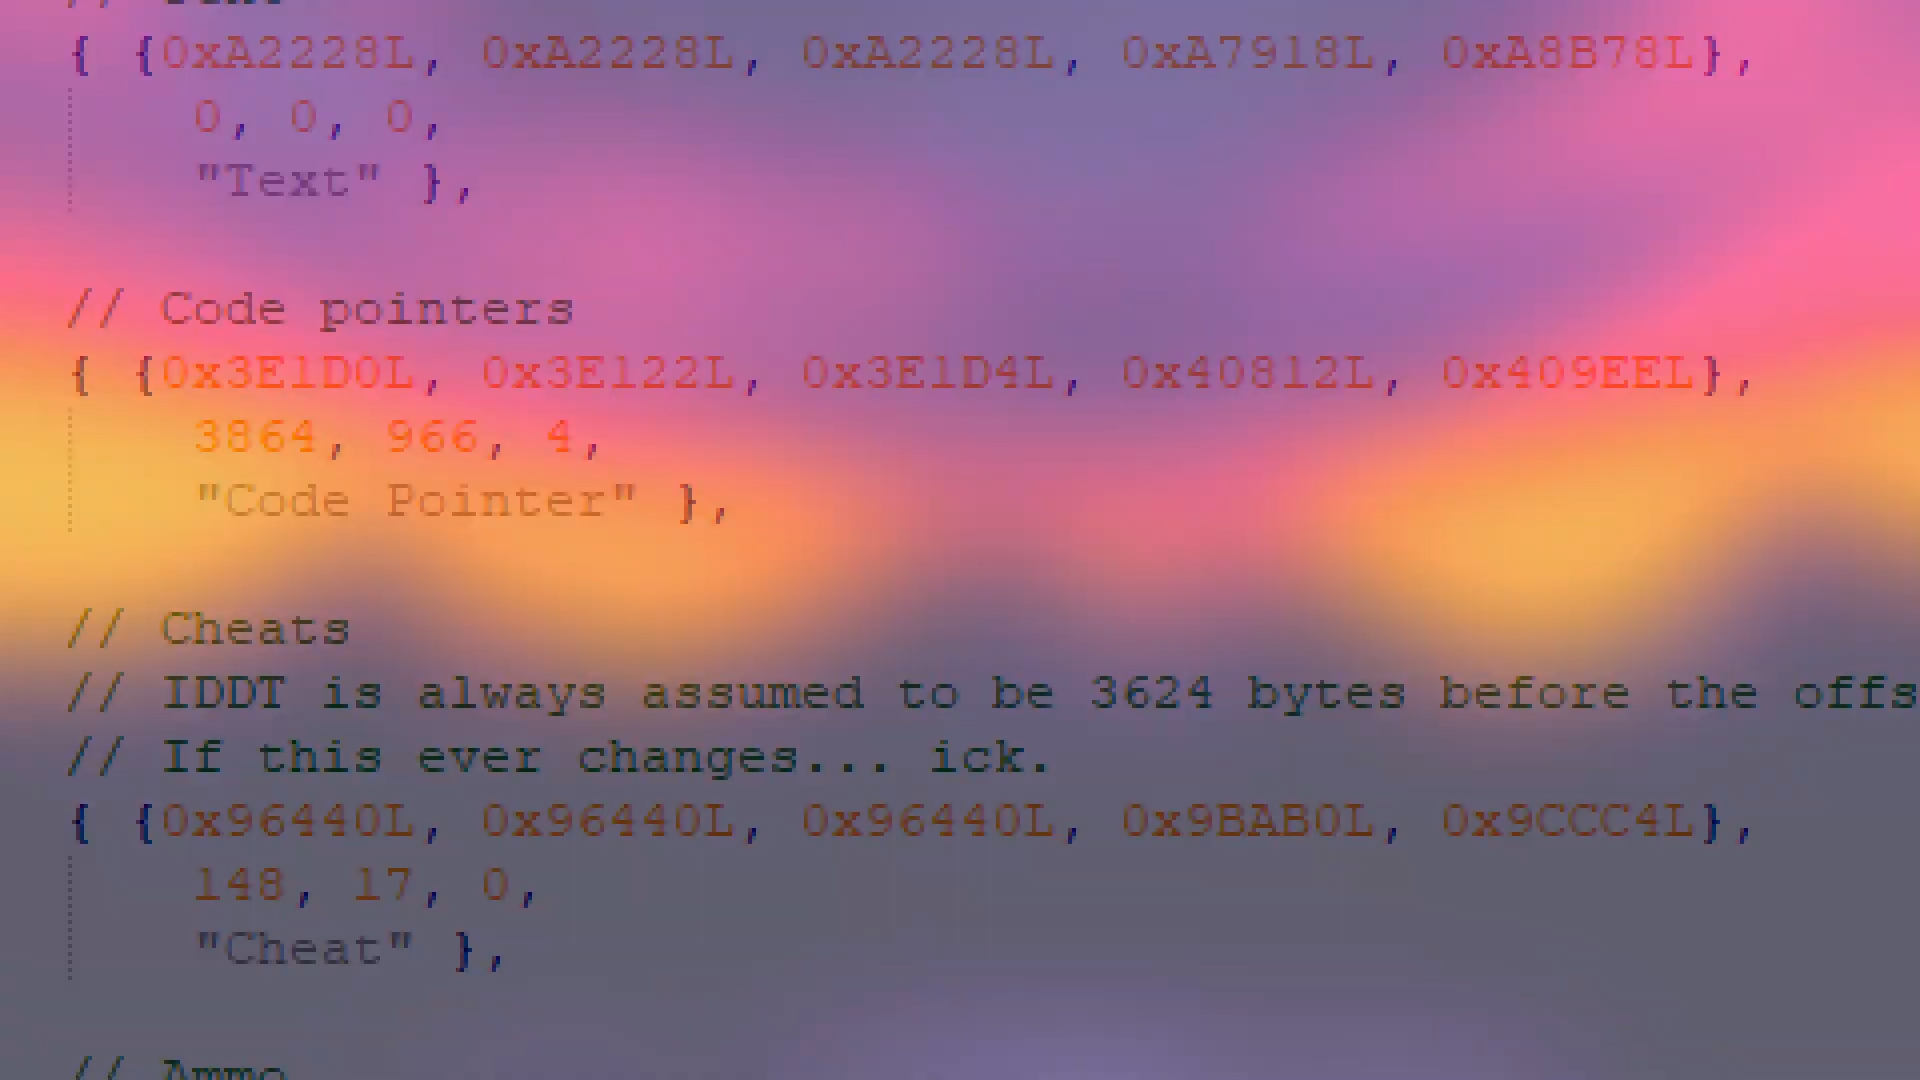 { {0xA2228L, 0xA2228L, 0xA2228L, 0xA7918L, 0xA8B78L},
0, 0, 0,
"Text" },
// Code pointers
{ {0x3E1D0L, 0x3E122L, 0x3E1D4L, 0x40812L, 0x409EEL},
3864, 966, 4,
"Code Pointer" },
// Cheats
// IDDT is always assumed to be 3624 bytes before the offs
// If this ever changes... ick.
{ {0x96440L, 0x96440L, 0x96440L, 0x9BAB0L, 0x9CCC4L},
148, 17, 0,
"Cheat" },
// Ammo